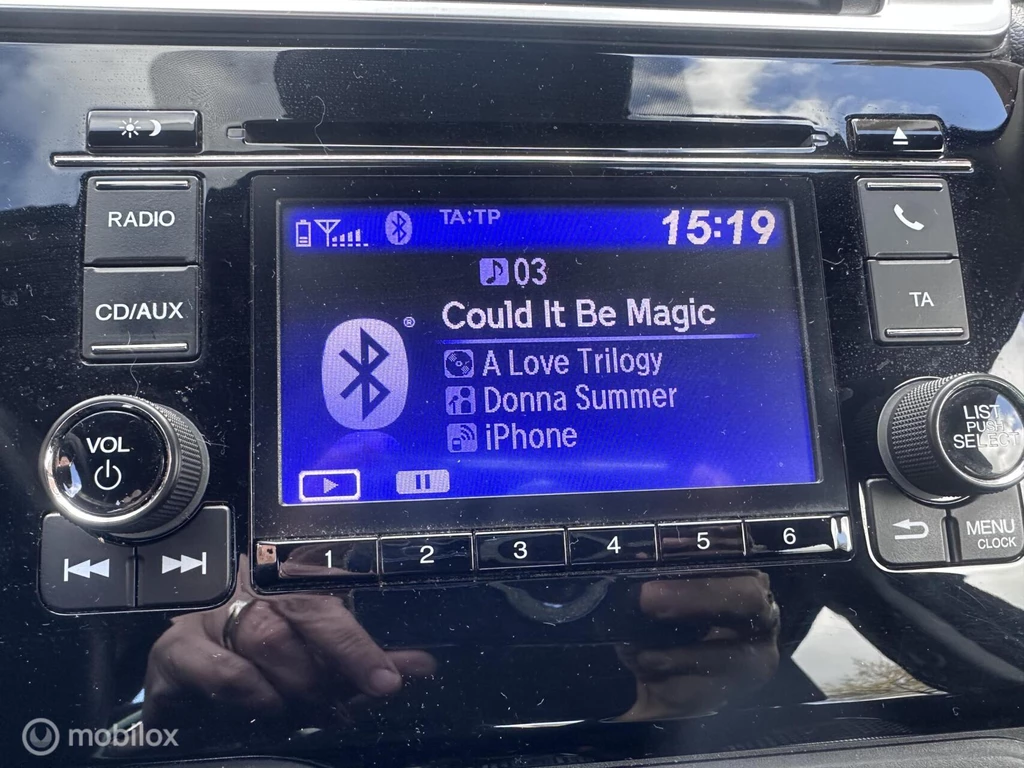 RADIO
CD/AUX
VOL
TA:TP
15:19
03
Could It Be Magic
®
A Love Trilogy
Donna Summer
iPhone
1 2 3 4 5 6
TA
LIST
PUSH
SELECT
MENU
CLOCK
mobilox